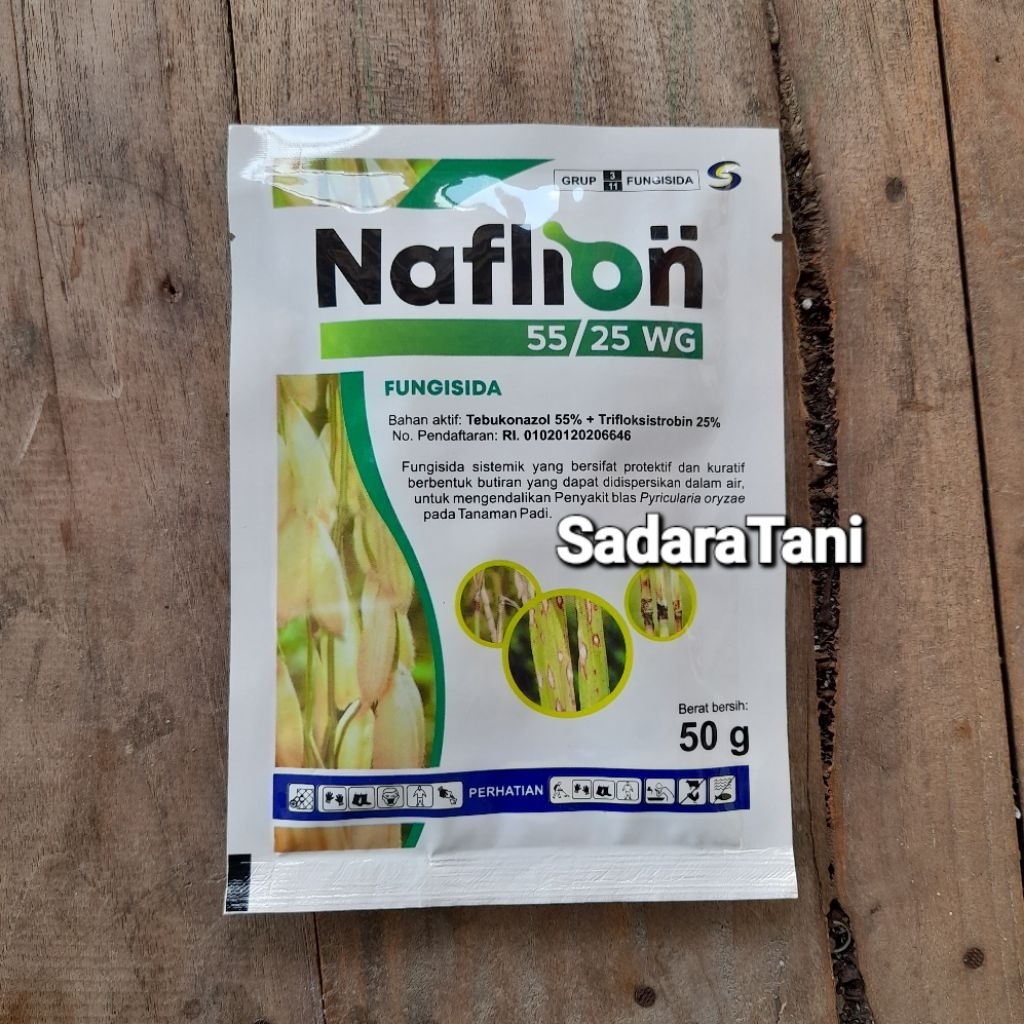 GRUP 3 11 FUNGISIDA
Naflion
55/25 WG
FUNGISIDA
Bahan aktif: Tebukonazol 55% + Trifloksistrobin 25%
No. Pendaftaran: RI. 01020120206646
Fungisida sistemik yang bersifat protektif dan kuratif
berbentuk butiran yang dapat didispersikan dalam air,
untuk mengendalikan Penyakit blas Pyricularia oryzae
pada Tanaman Padi.
SadaraTani
Berat bersih:
50 g
PERHATIAN